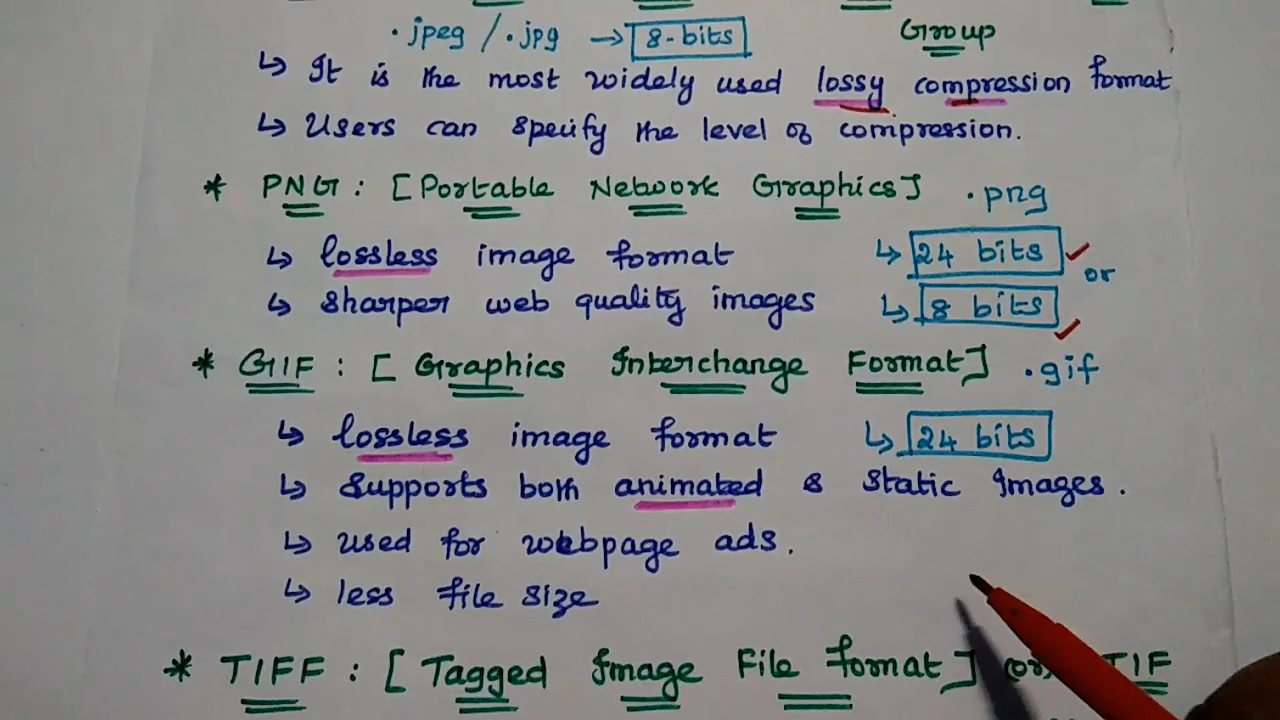 .jpeg / .jpg → 8-bits Group
↳ It is the most widely used lossy compression format
↳ Users can specify the level of compression.
* PNG : [Portable Network Graphics] .png
↳ lossless image format ↳ 24 bits ✓ or
↳ sharper web quality images ↳ 8 bits ✓
* GIF : [Graphics Interchange Format] .gif
↳ lossless image format ↳ 24 bits
↳ Supports both animated & Static Images.
↳ used for webpage ads.
↳ less file size
* TIFF : [Tagged Image File Format] or TIF